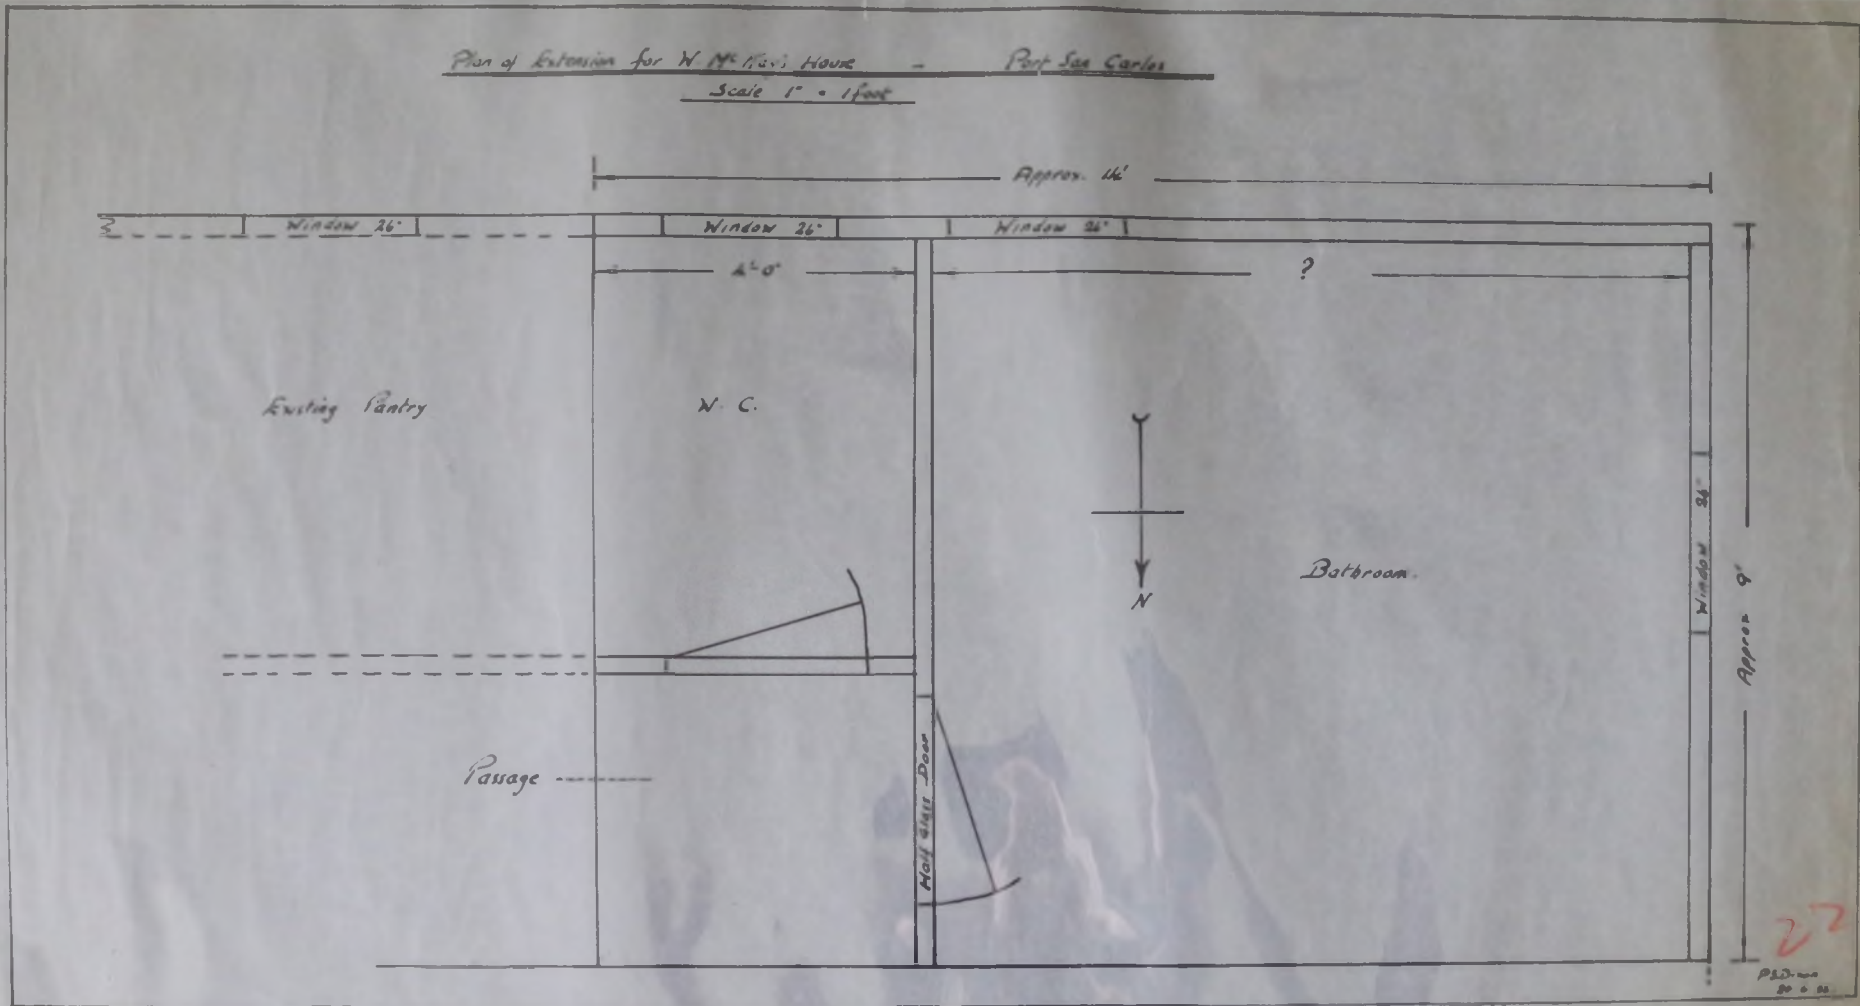 Plan of Extension for W. McKay's House - Port San Carlos
Scale 1" = 1 foot
Approx. 14'
Window 26"
Window 26"
Window 26"
4'-0"
?
Existing Pantry
W. C.
N
Bathroom.
Window 26"
Approx 9'
Passage
Half Glass Door
27